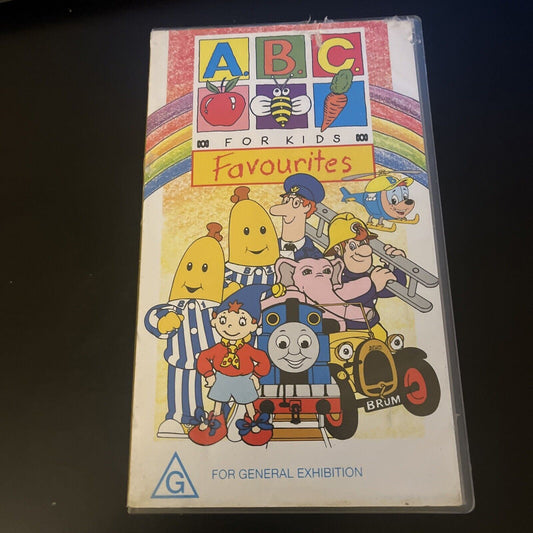 A.B.C.
FOR KIDS
Favourites
BRUM
G
FOR GENERAL EXHIBITION